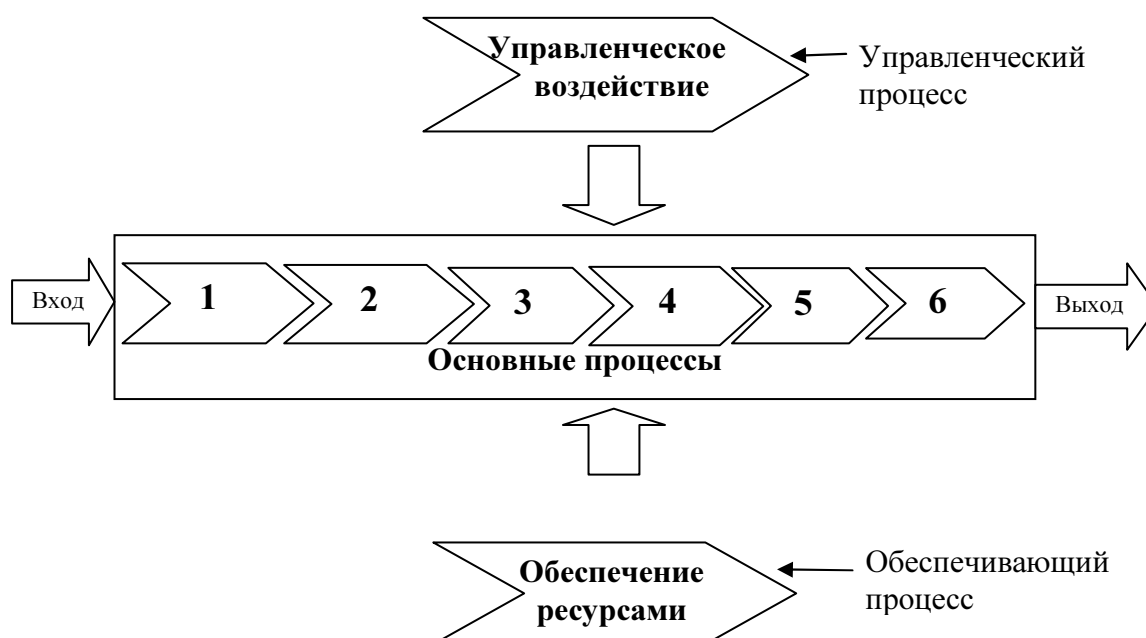 Управленческое
воздействие
Управленческий
процесс
Вход
1 2 3 4 5 6
Выход
Основные процессы
Обеспечение
ресурсами
Обеспечивающий
процесс